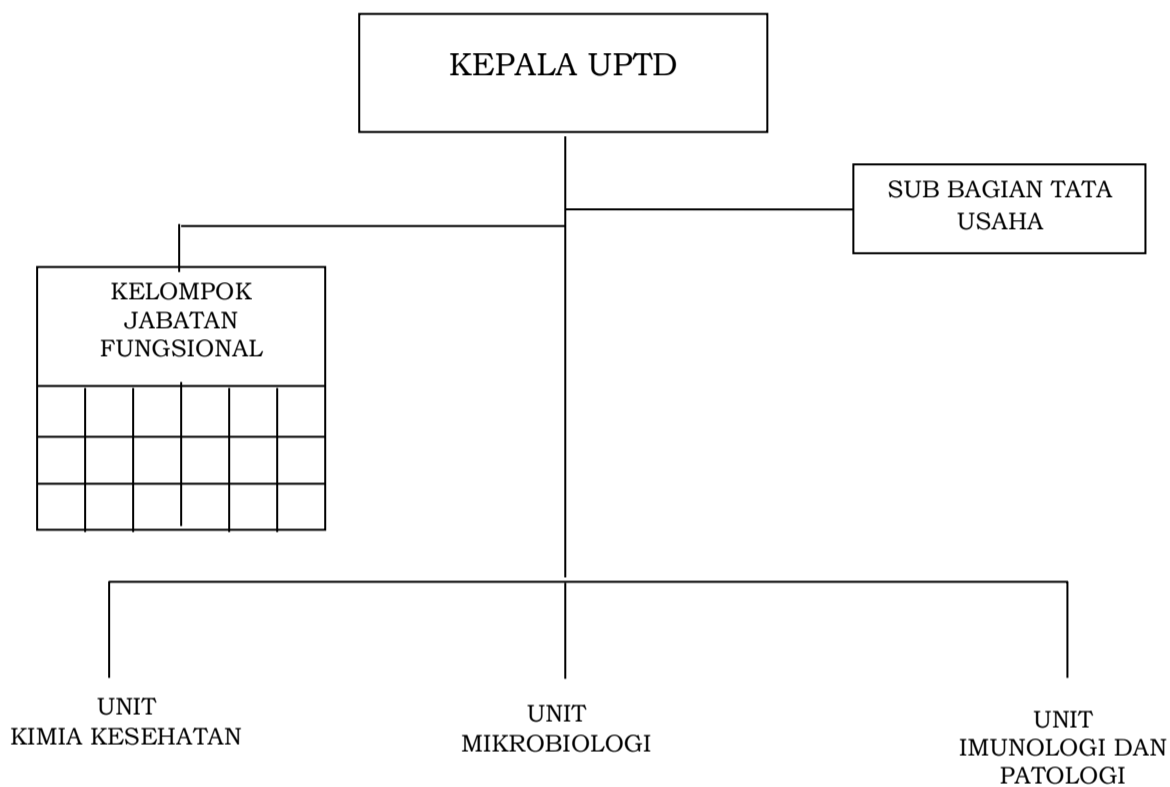 KEPALA UPTD
SUB BAGIAN TATA
USAHA
KELOMPOK
JABATAN
FUNGSIONAL
UNIT
KIMIA KESEHATAN
UNIT
MIKROBIOLOGI
UNIT
IMUNOLOGI DAN
PATOLOGI